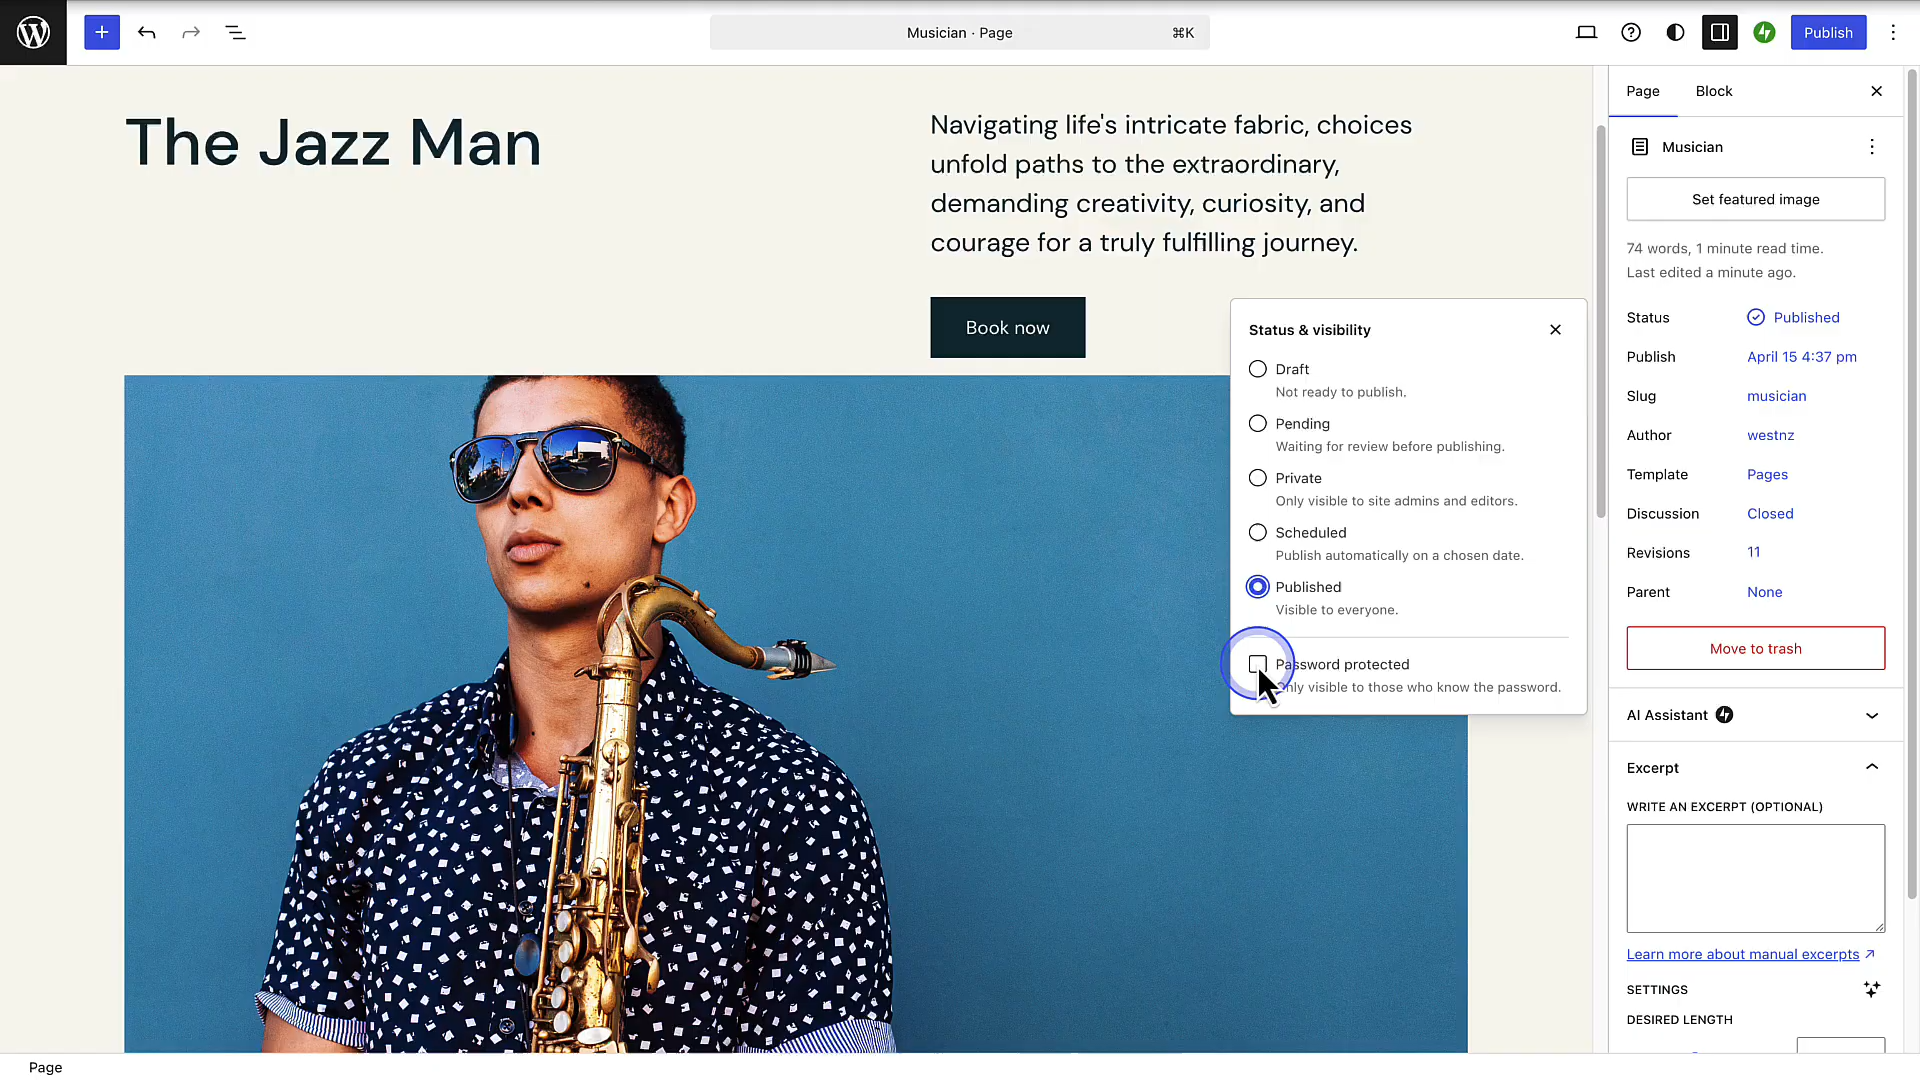 Musician · Page
⌘K
Publish
The Jazz Man
Navigating life's intricate fabric, choices
unfold paths to the extraordinary,
demanding creativity, curiosity, and
courage for a truly fulfilling journey.
Book now
Status & visibility
Draft
Not ready to publish.
Pending
Waiting for review before publishing.
Private
Only visible to site admins and editors.
Scheduled
Publish automatically on a chosen date.
Published
Visible to everyone.
Password protected
Only visible to those who know the password.
Page
Block
Musician
Set featured image
74 words, 1 minute read time.
Last edited a minute ago.
Status
Published
Publish
April 15 4:37 pm
Slug
musician
Author
westnz
Template
Pages
Discussion
Closed
Revisions
11
Parent
None
Move to trash
AI Assistant
Excerpt
WRITE AN EXCERPT (OPTIONAL)
Learn more about manual excerpts ↗
SETTINGS
DESIRED LENGTH
Page